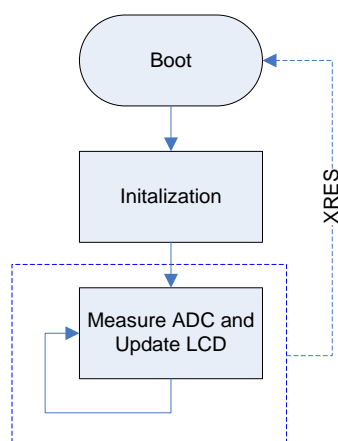 Boot
Initalization
XRES
Measure ADC and
Update LCD